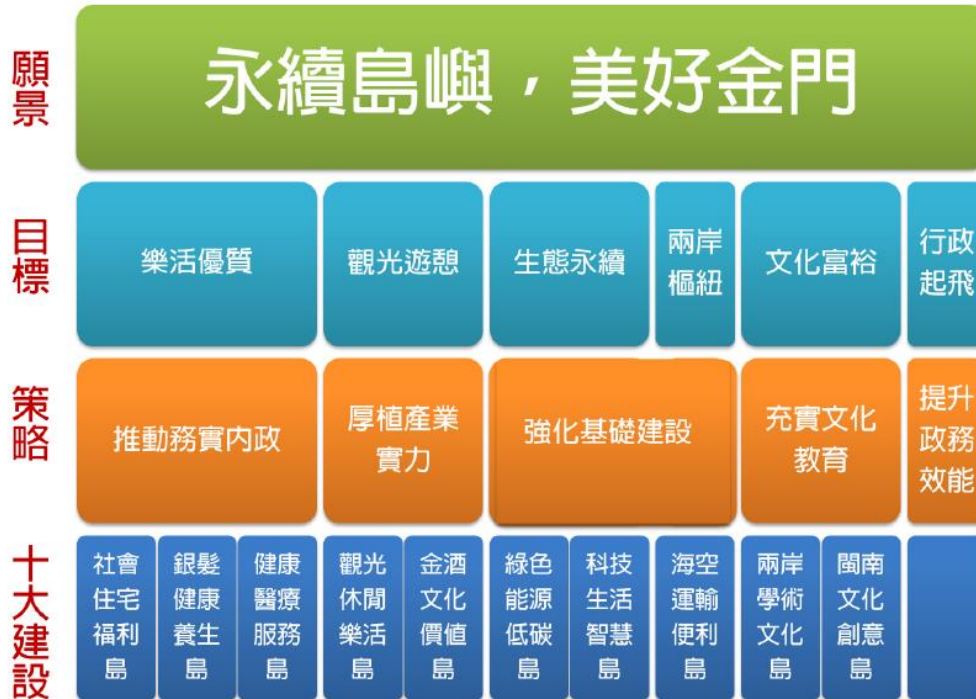 願景
永續島嶼，美好金門
目標
樂活優質
觀光遊憩
生態永續
兩岸
樞紐
文化富裕
行政
起飛
策略
推動務實內政
厚植產業
實力
強化基礎建設
充實文化
教育
提升
政務
效能
十大建設
社會
住宅
福利
島
銀髮
健康
養生
島
健康
醫療
服務
島
觀光
休閒
樂活
島
金酒
文化
價值
島
綠色
能源
低碳
島
科技
生活
智慧
島
海空
運輸
便利
島
兩岸
學術
文化
島
閩南
文化
創意
島